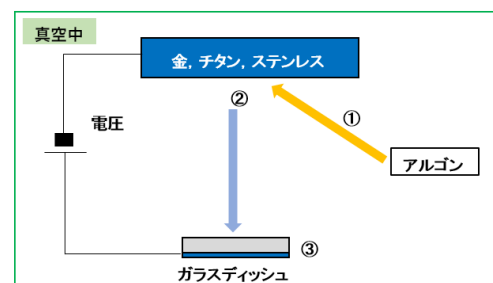 真空中
金, チタン, ステンレス
②
①
電圧
アルゴン
③
ガラスディッシュ